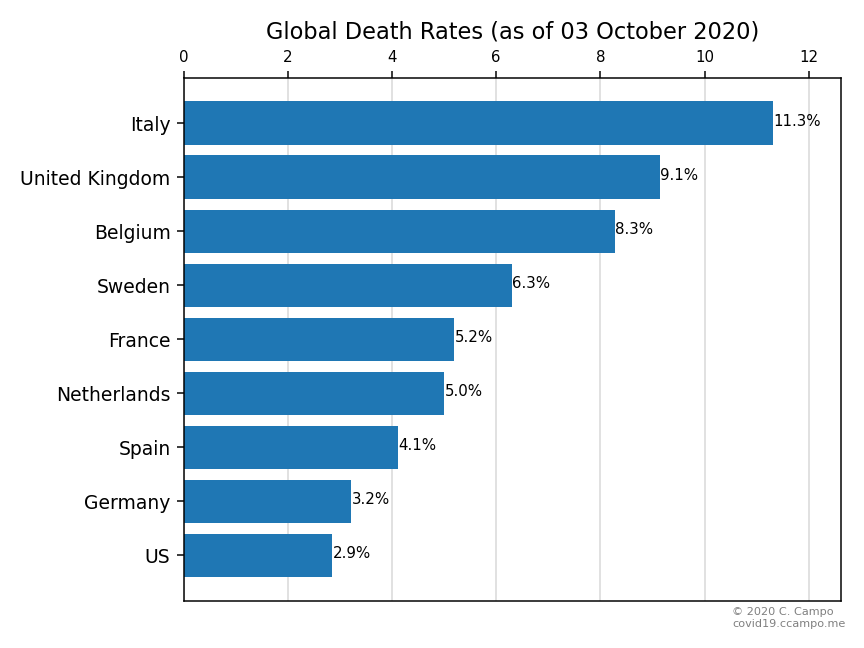 Global Death Rates (as of 03 October 2020)
0 2 4 6 8 10 12
Italy 11.3%
United Kingdom 9.1%
Belgium 8.3%
Sweden 6.3%
France 5.2%
Netherlands 5.0%
Spain 4.1%
Germany 3.2%
US 2.9%
© 2020 C. Campo
covid19.ccampo.me